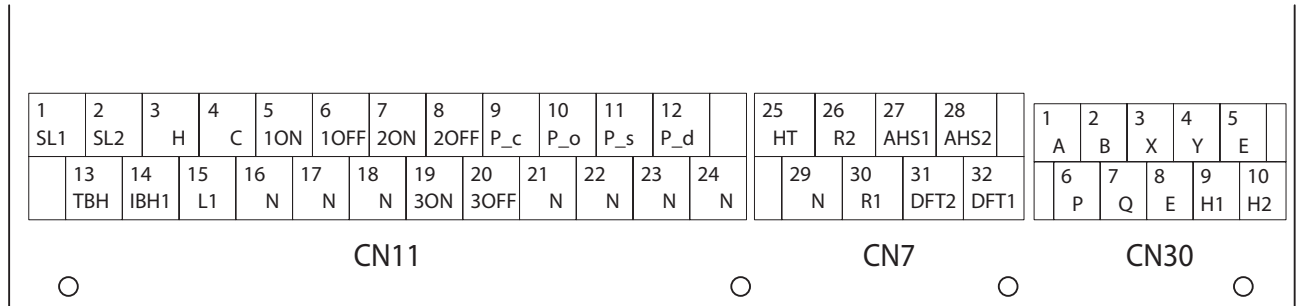 1 2 3 4 5 6 7 8 9 10 11 12
SL1 SL2 H C 1ON 1OFF 2ON 2OFF P_c P_o P_s P_d
13 14 15 16 17 18 19 20 21 22 23 24
TBH IBH1 L1 N N N 3ON 3OFF N N N N
CN11
25 26 27 28
HT R2 AHS1 AHS2
29 30 31 32
N R1 DFT2 DFT1
CN7
1 2 3 4 5
A B X Y E
6 7 8 9 10
P Q E H1 H2
CN30